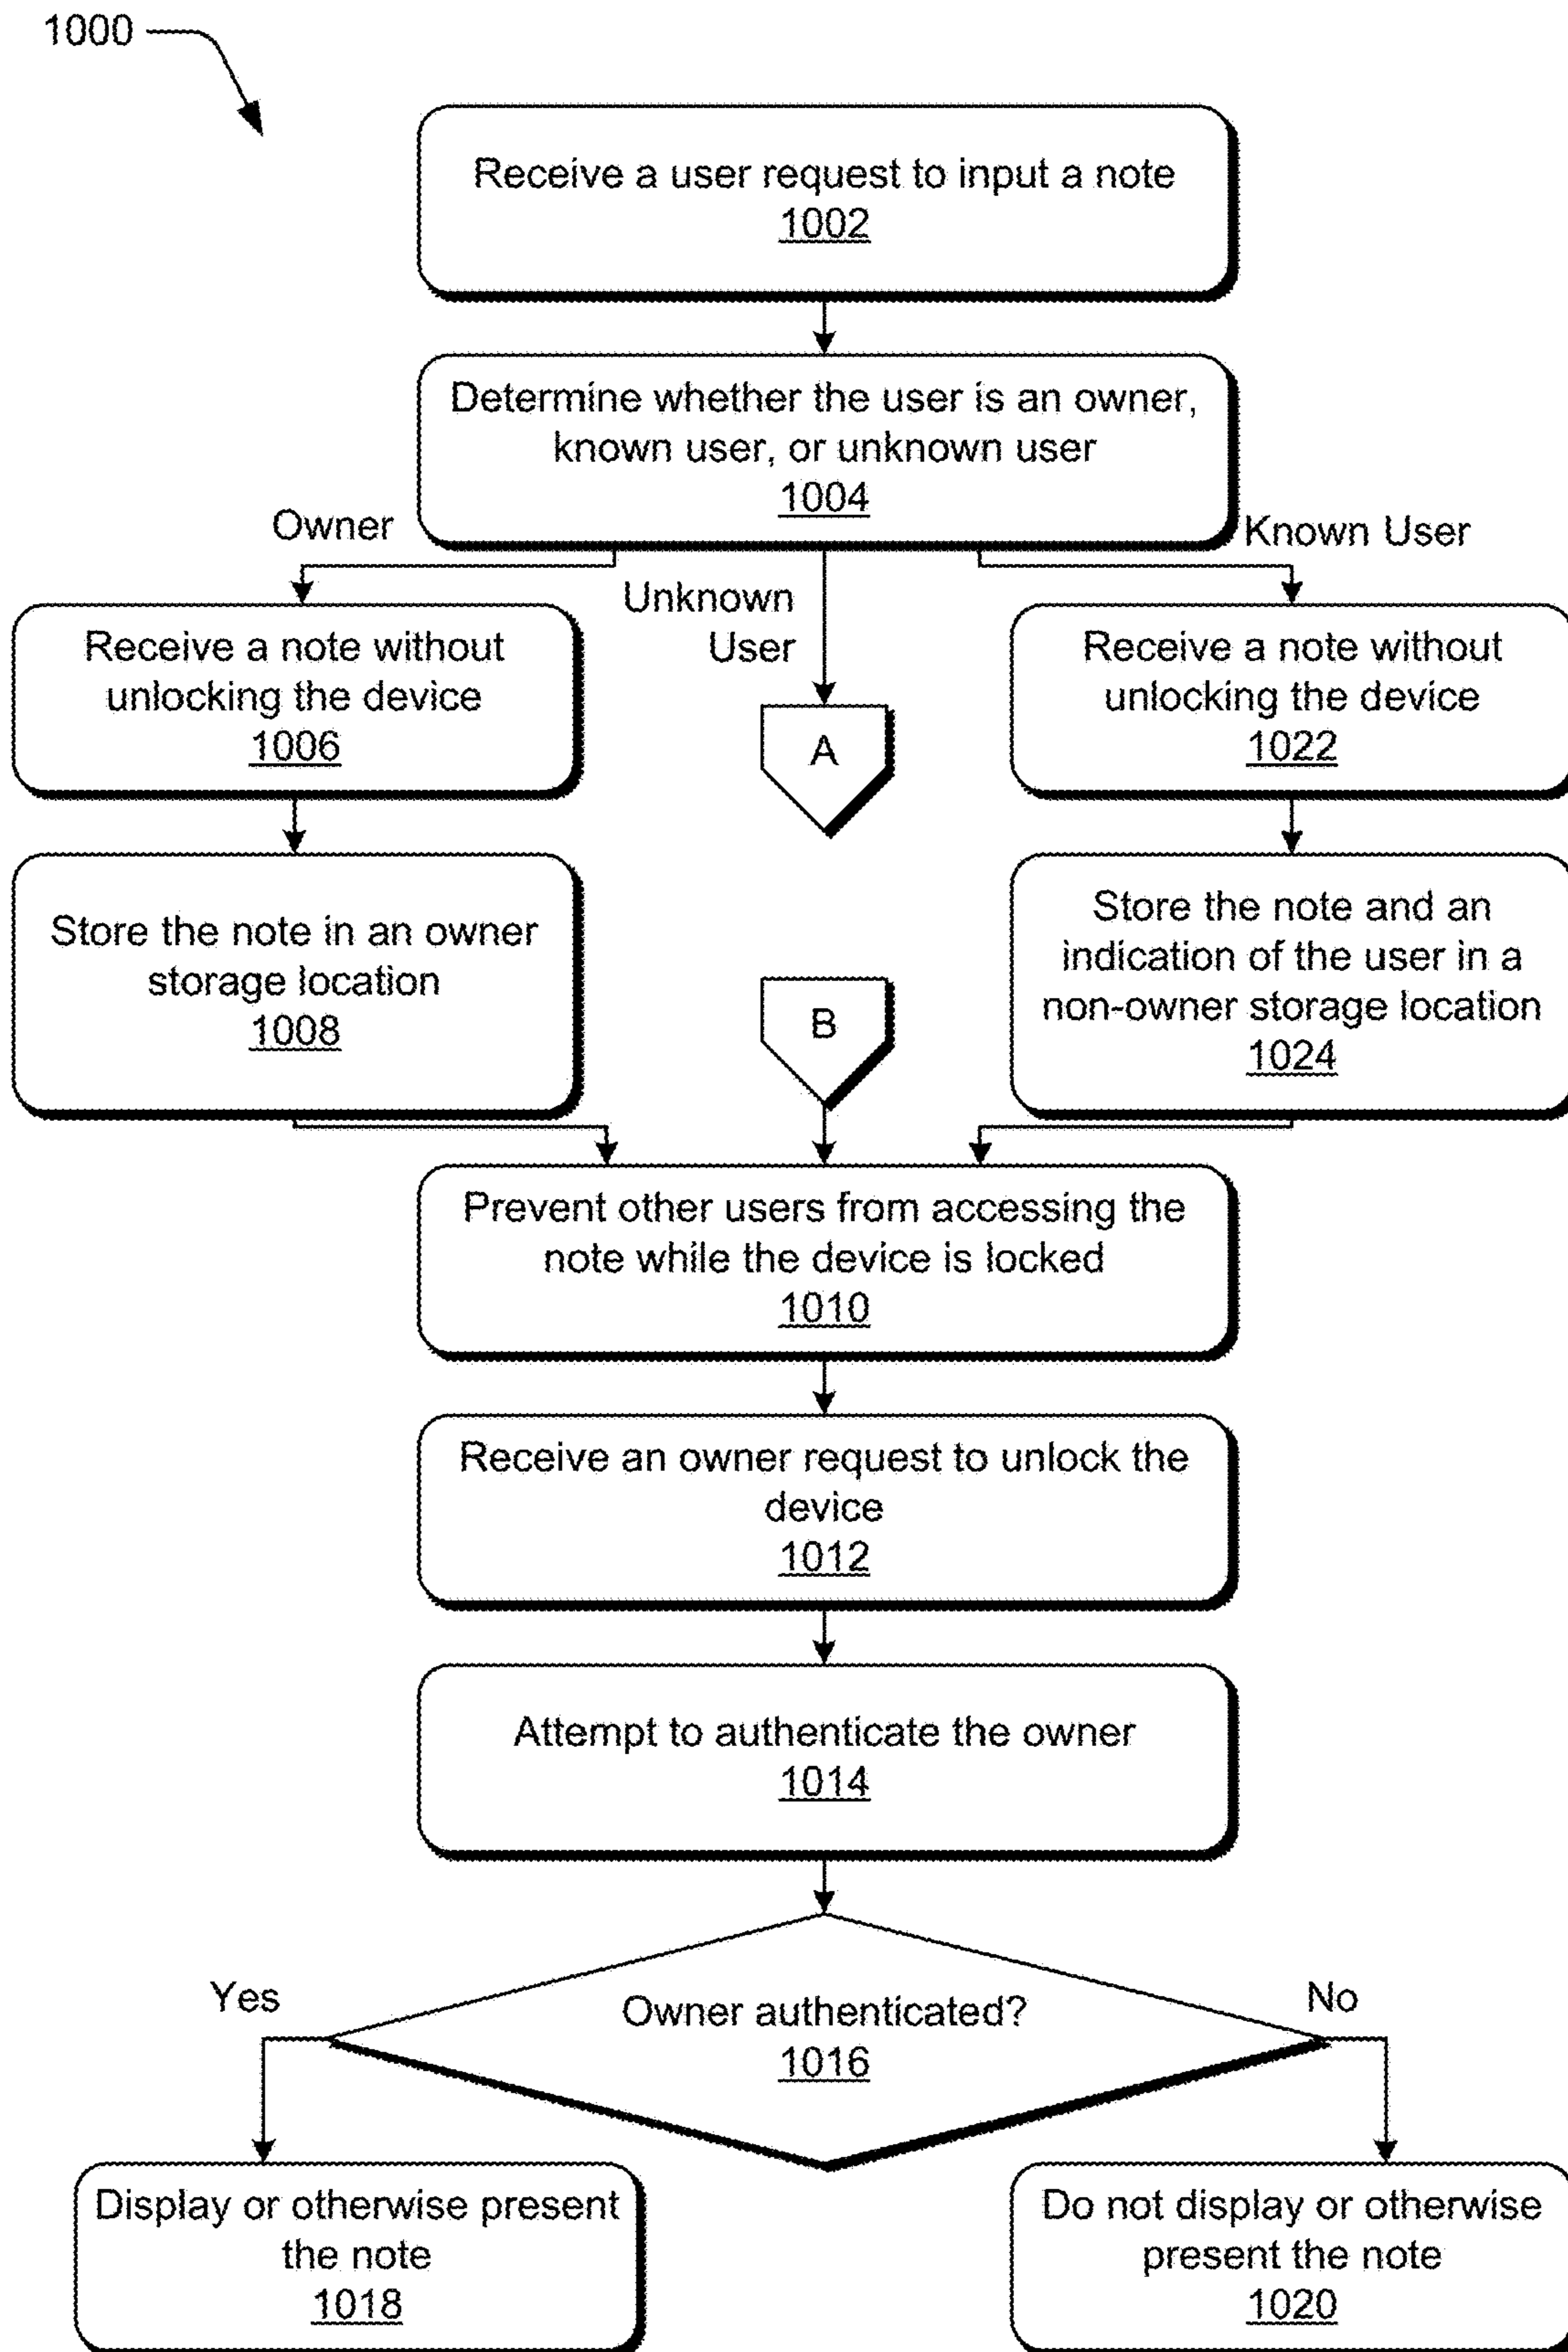 1000
Receive a user request to input a note
1002
Determine whether the user is an owner,
known user, or unknown user
1004
Owner
Unknown
User
Known User
Receive a note without
unlocking the device
1006
A
Receive a note without
unlocking the device
1022
Store the note in an owner
storage location
1008
B
Store the note and an
indication of the user in a
non-owner storage location
1024
Prevent other users from accessing the
note while the device is locked
1010
Receive an owner request to unlock the
device
1012
Attempt to authenticate the owner
1014
Yes
Owner authenticated?
1016
No
Display or otherwise present
the note
1018
Do not display or otherwise
present the note
1020